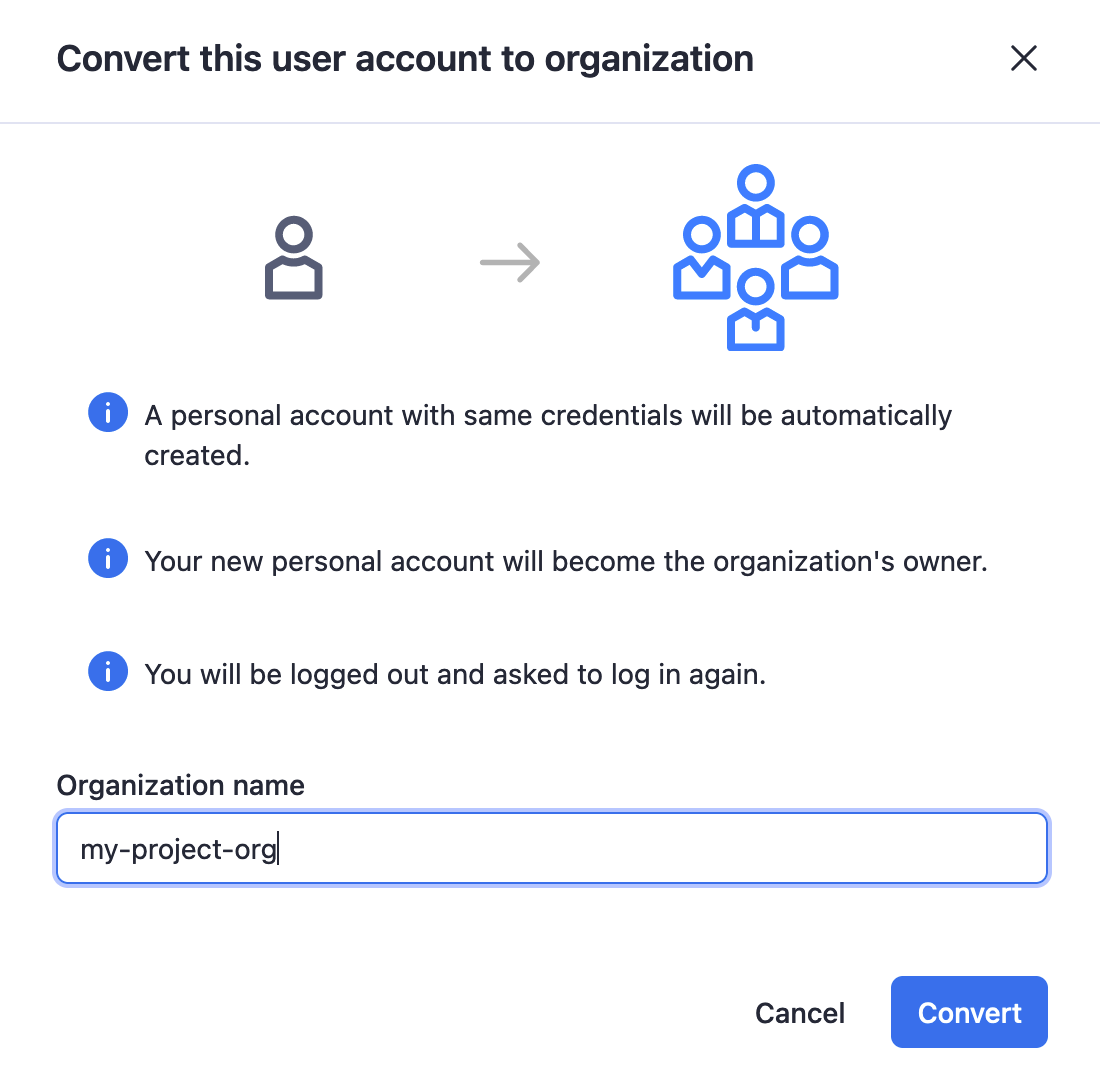 Convert this user account to organization
A personal account with same credentials will be automatically
created.
Your new personal account will become the organization's owner.
You will be logged out and asked to log in again.
Organization name
my-project-org
Cancel
Convert